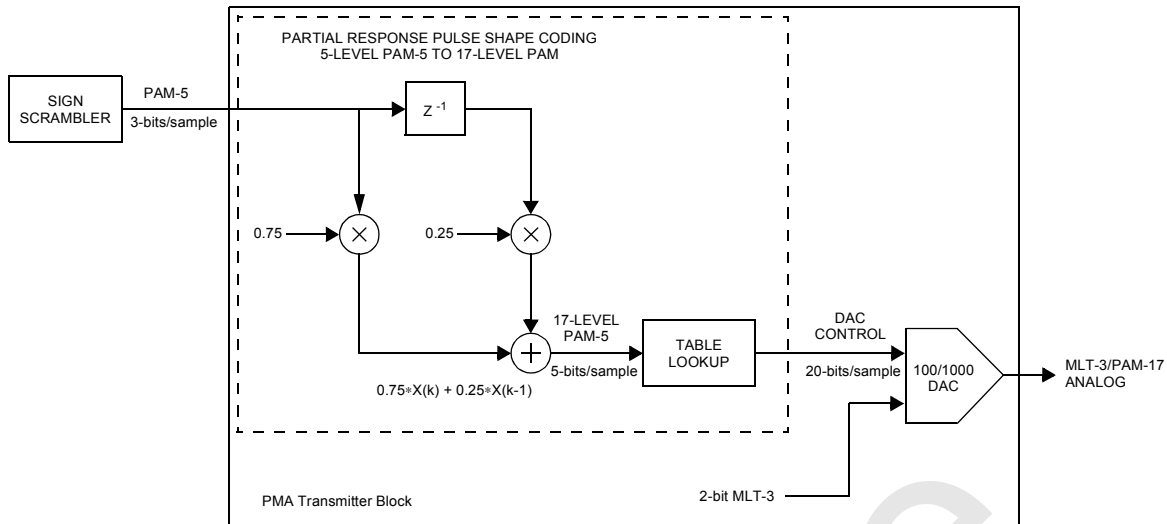 PARTIAL RESPONSE PULSE SHAPE CODING
5-LEVEL PAM-5 TO 17-LEVEL PAM
SIGN
SCRAMBLER
PAM-5
3-bits/sample
Z -1
0.75
×
0.25
×
+
0.75*X(k) + 0.25*X(k-1)
17-LEVEL
PAM-5
5-bits/sample
TABLE
LOOKUP
DAC
CONTROL
20-bits/sample
100/1000
DAC
MLT-3/PAM-17
ANALOG
2-bit MLT-3
PMA Transmitter Block